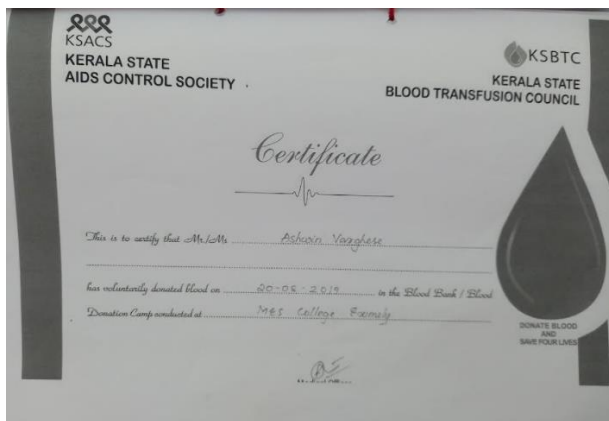 KSACS
KERALA STATE
AIDS CONTROL SOCIETY
KSBTC
KERALA STATE
BLOOD TRANSFUSION COUNCIL
Certificate
This is to certify that Mr./Ms Ashwin Varghese
has voluntarily donated blood on 20-06-2019 in the Blood Bank / Blood
Donation Camp conducted at MES College
DONATE BLOOD
AND
SAVE FOUR LIVES